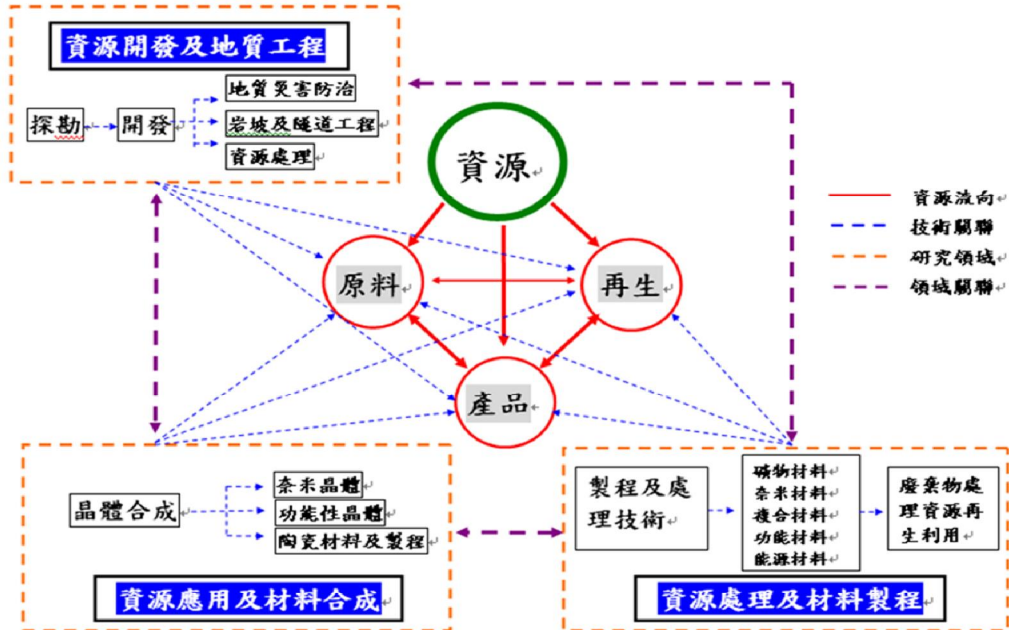 資源開發及地質工程
探勘
開發
地質災害防治
岩坡及隧道工程
資源處理
資源
原料
再生
產品
資源流向
技術關聯
研究領域
領域關聯
晶體合成
奈米晶體
功能性晶體
陶瓷材料及製程
資源應用及材料合成
製程及處
理技術
礦物材料
奈米材料
複合材料
功能材料
能源材料
廢棄物處
理資源再
生利用
資源處理及材料製程